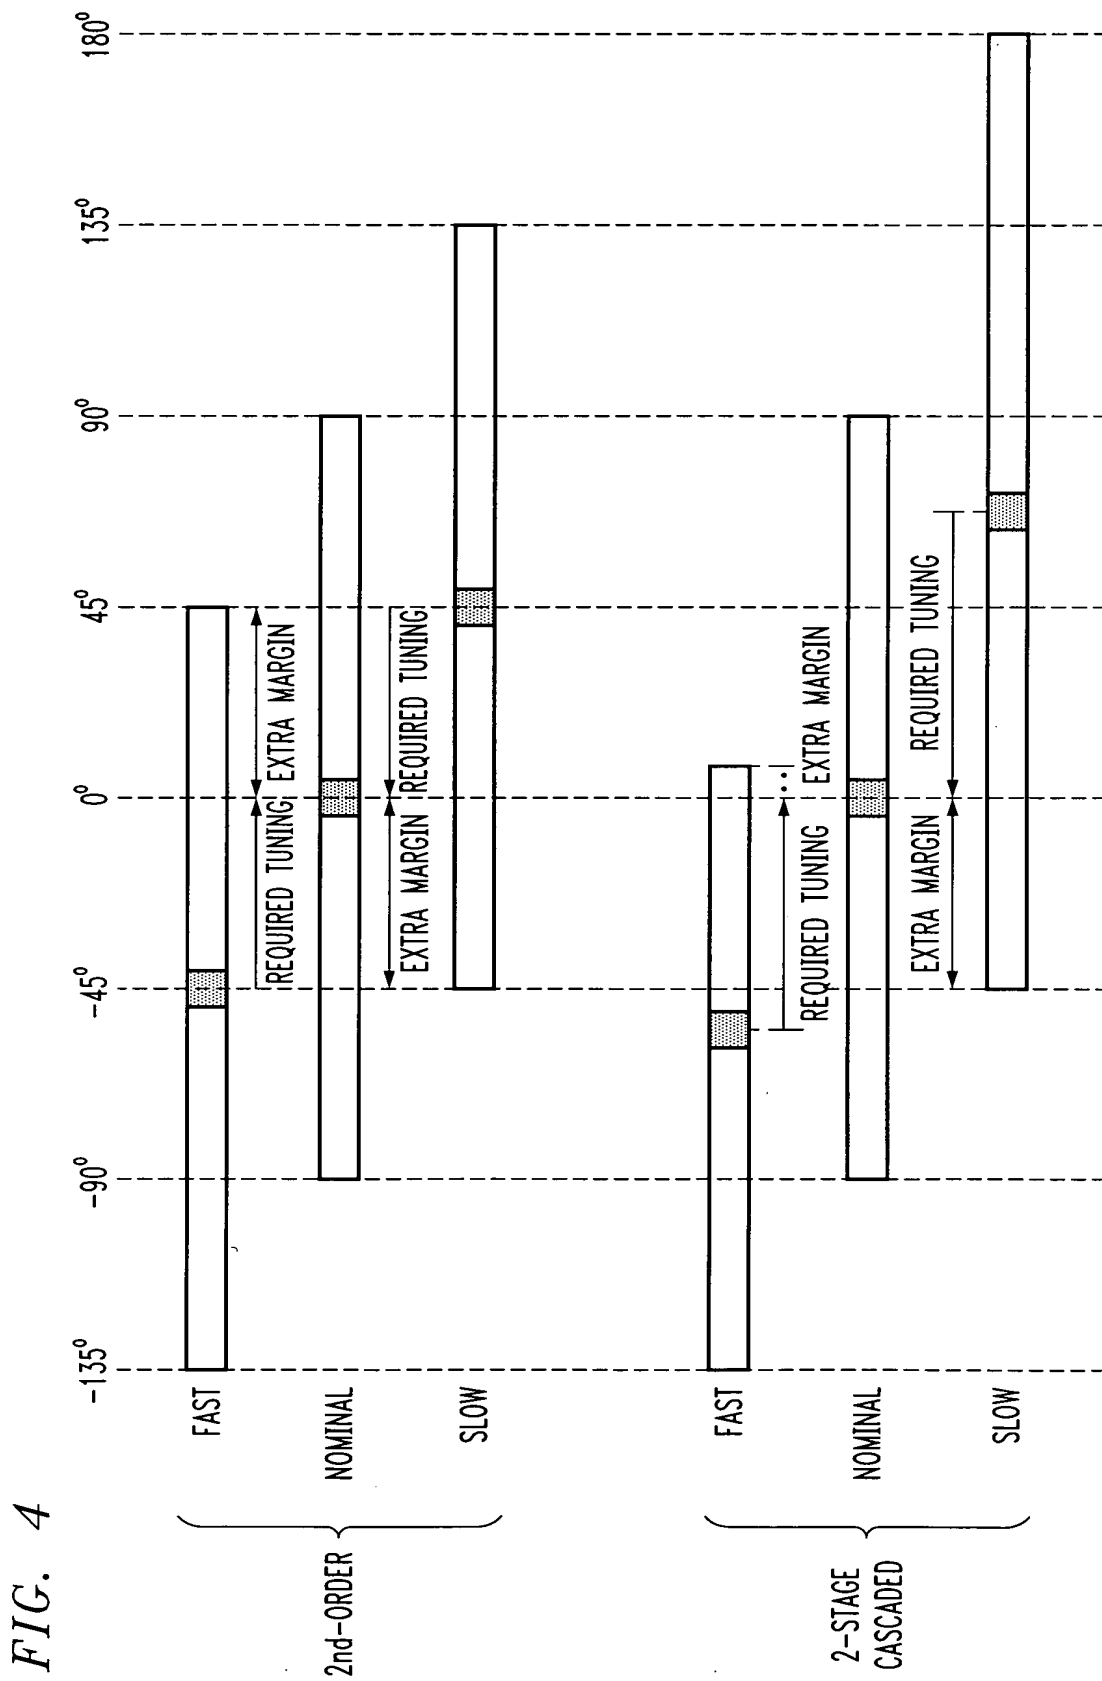 FIG. 4
-135° -90° -45° 0° 45° 90° 135° 180°
2nd-ORDER
FAST
REQUIRED TUNING EXTRA MARGIN
NOMINAL
EXTRA MARGIN REQUIRED TUNING
SLOW
2-STAGE
CASCADED
FAST
REQUIRED TUNING EXTRA MARGIN
NOMINAL
EXTRA MARGIN REQUIRED TUNING
SLOW